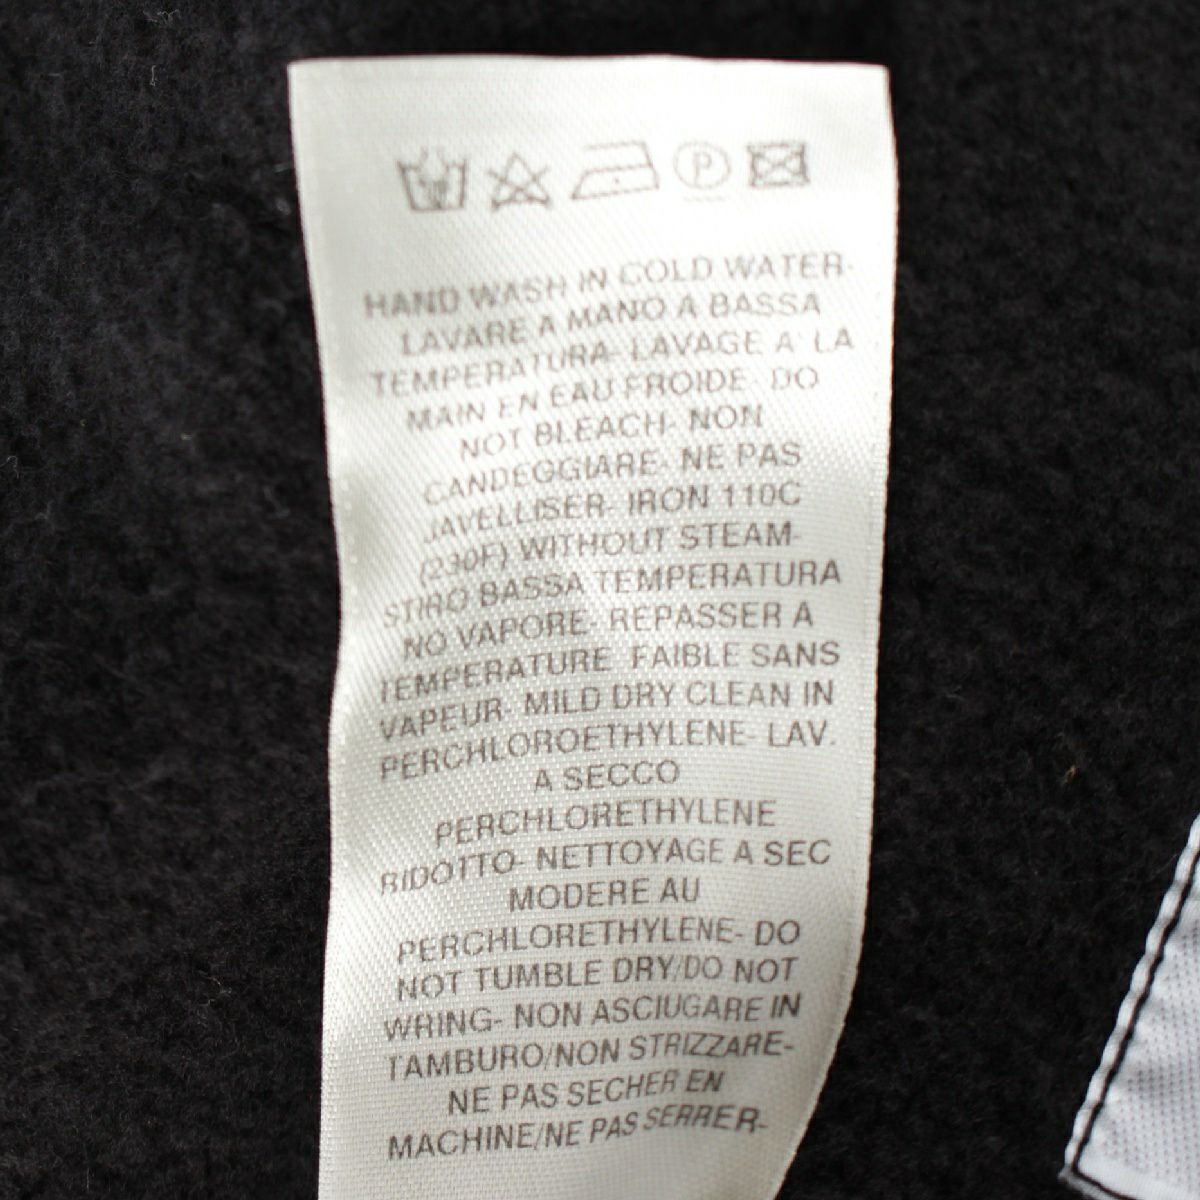 P
HAND WASH IN COLD WATER-
LAVARE A MANO A BASSA
TEMPERATURA- LAVAGE A' LA
MAIN EN EAU FROIDE- DO
NOT BLEACH- NON
CANDEGGIARE- NE PAS
JAVELLISER- IRON 110C
(230F) WITHOUT STEAM-
STIRO BASSA TEMPERATURA
NO VAPORE- REPASSER A
TEMPERATURE FAIBLE SANS
VAPEUR- MILD DRY CLEAN IN
PERCHLOROETHYLENE- LAV.
A SECCO
PERCHLORETHYLENE
RIDOTTO- NETTOYAGE A SEC
MODERE AU
PERCHLORETHYLENE- DO
NOT TUMBLE DRY/DO NOT
WRING- NON ASCIUGARE IN
TAMBURO/NON STRIZZARE-
NE PAS SECHER EN
MACHINE/NE PAS SERRER-